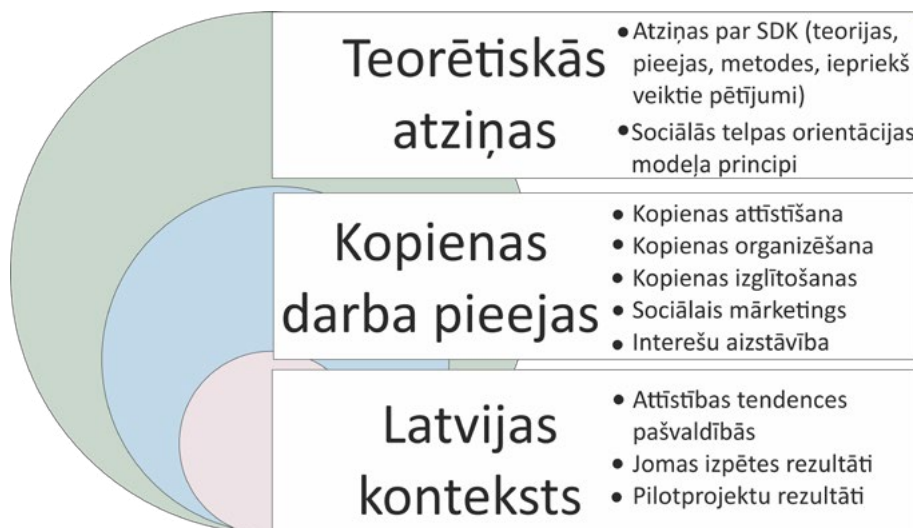 Teorētiskās
atziņas
● Atziņas par SDK (teorijas,
pieejas, metodes, iepriekš
veiktie pētījumi)
● Sociālās telpas orientācijas
modeļa principi
Kopienas
darba pieejas
● Kopienas attīstīšana
● Kopienas organizēšana
● Kopienas izglītošanas
● Sociālais mārketings
● Interešu aizstāvība
Latvijas
konteksts
● Attīstības tendences
pašvaldībās
● Jomas izpētes rezultāti
● Pilotprojektu rezultāti